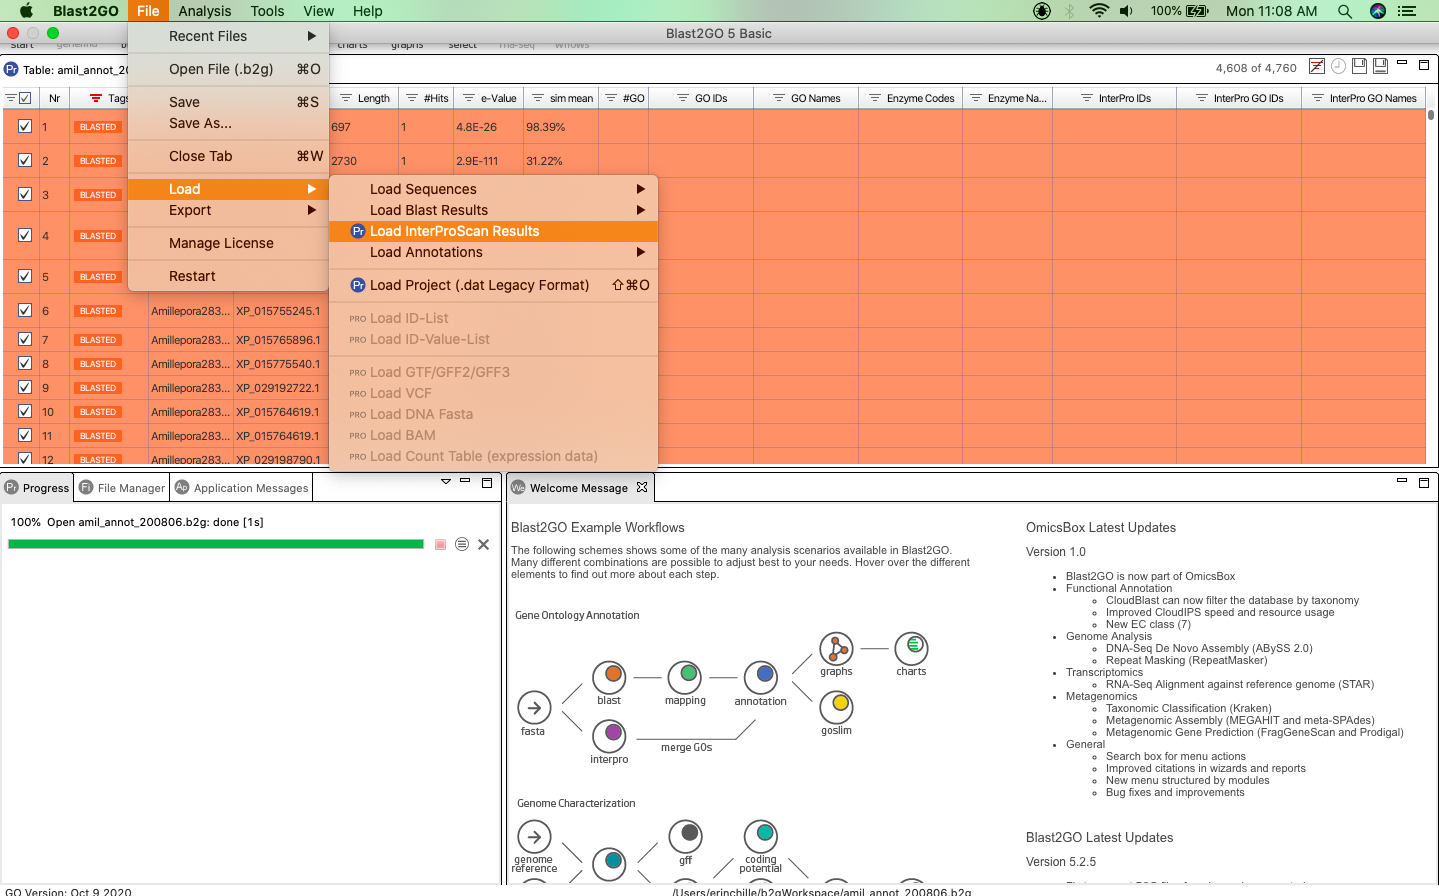 Blast2GO File Analysis Tools View Help 100% Mon 11:08 AM
Blast2GO 5 Basic
start charts graphs select rna-seq wflows
Pr Table: amil_annot_20 4,608 of 4,760
Nr Tags Length #Hits e-Value sim mean #GO GO IDs GO Names Enzyme Codes Enzyme Na... InterPro IDs InterPro GO IDs InterPro GO Names
Recent Files
Open File (.b2g) ⌘O
Save ⌘S
Save As...
Close Tab ⌘W
Load
Export
Manage License
Restart
Load Sequences
Load Blast Results
Pr Load InterProScan Results
Load Annotations
Pr Load Project (.dat Legacy Format) ⇧⌘O
PRO Load ID-List
PRO Load ID-Value-List
PRO Load GTF/GFF2/GFF3
PRO Load VCF
PRO Load DNA Fasta
PRO Load BAM
PRO Load Count Table (expression data)
1 BLASTED 697 1 4.8E-26 98.39%
2 BLASTED 2730 1 2.9E-111 31.22%
3 BLASTED
4 BLASTED
5 BLASTED
6 BLASTED Amillepora283... XP_015755245.1
7 BLASTED Amillepora283... XP_015765896.1
8 BLASTED Amillepora283... XP_015775540.1
9 BLASTED Amillepora283... XP_029192722.1
10 BLASTED Amillepora283... XP_015764619.1
11 BLASTED Amillepora283... XP_015764619.1
12 BLASTED Amillepora283... XP_029198790.1
Pr Progress Fi File Manager Ap Application Messages
100% Open amil_annot_200806.b2g: done [1s]
We Welcome Message
Blast2GO Example Workflows
The following schemes shows some of the many analysis scenarios available in Blast2GO.
Many different combinations are possible to adjust best to your needs. Hover over the different
elements to find out more about each step.
Gene Ontology Annotation
fasta
blast
mapping
annotation
graphs
charts
goslim
interpro
merge GOs
Genome Characterization
genome
reference
gff
coding
potential
OmicsBox Latest Updates
Version 1.0
Blast2GO is now part of OmicsBox
Functional Annotation
CloudBlast can now filter the database by taxonomy
Improved CloudIPS speed and resource usage
New EC class (7)
Genome Analysis
DNA-Seq De Novo Assembly (ABySS 2.0)
Repeat Masking (RepeatMasker)
Transcriptomics
RNA-Seq Alignment against reference genome (STAR)
Metagenomics
Taxonomic Classification (Kraken)
Metagenomic Assembly (MEGAHIT and meta-SPAdes)
Metagenomic Gene Prediction (FragGeneScan and Prodigal)
General
Search box for menu actions
Improved citations in wizards and reports
New menu structured by modules
Bug fixes and improvements
Blast2GO Latest Updates
Version 5.2.5
GO Version: Oct 9 2020 /Users/erinchille/b2gWorkspace/amil_annot_200806.b2g